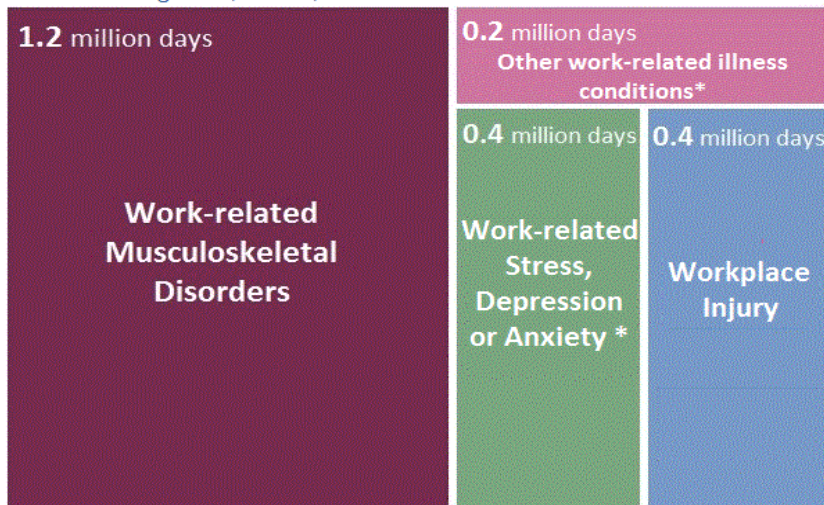 1.2 million days
Work-related
Musculoskeletal
Disorders
0.2 million days
Other work-related illness
conditions*
0.4 million days
Work-related
Stress,
Depression
or Anxiety *
0.4 million days
Workplace
Injury